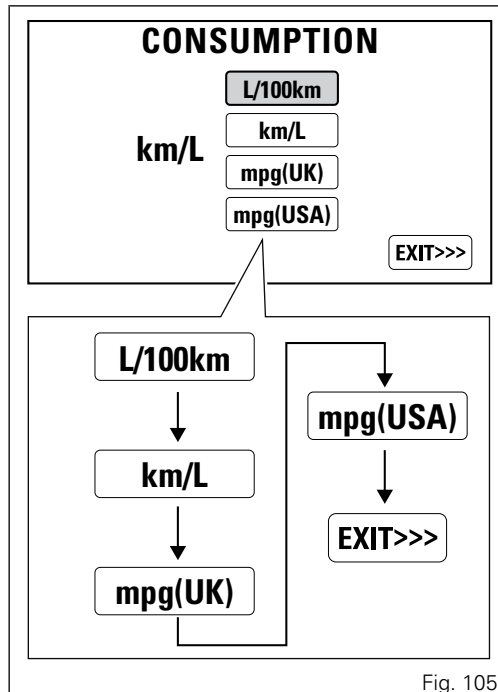 CONSUMPTION
km/L
L/100km
km/L
mpg(UK)
mpg(USA)
EXIT>>>
L/100km
km/L
mpg(UK)
mpg(USA)
EXIT>>>
Fig. 105